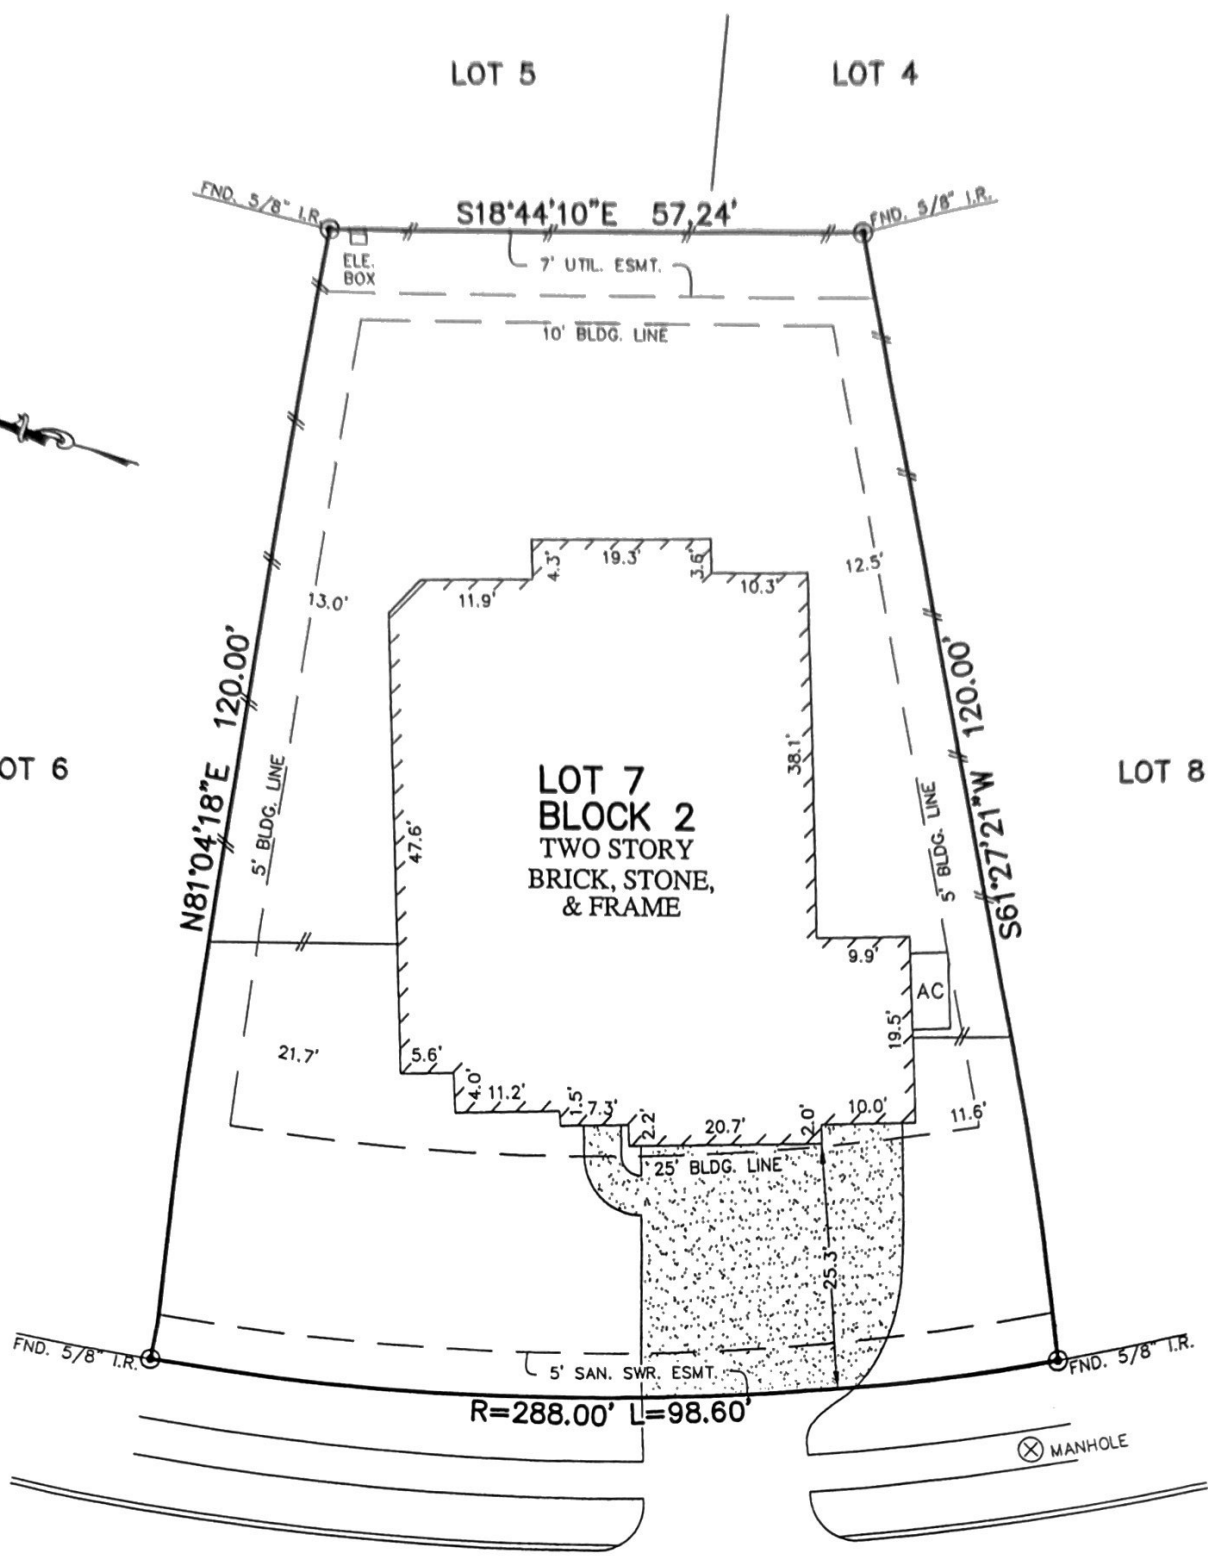 LOT 5
LOT 4
FND. 5/8" I.R.
S18°44'10"E 57,24'
FND. 5/8" I.R.
ELE.
BOX
7' UTIL. ESMT.
10' BLDG. LINE
4.3'
19.3'
3.6'
12.5'
13.0'
11.9'
10.3'
N81°04'18"E 120.00'
S61°27'21"W 120.00'
38.1'
OT 6
LOT 8
LOT 7
BLOCK 2
TWO STORY
BRICK, STONE,
& FRAME
5' BLDG. LINE
47.6'
5' BLDG. LINE
9.9'
AC
19.5'
21.7'
5.6'
4.0'
11.2'
1.5'
7.3'
2.2'
20.7'
2.0'
10.0'
11.6'
25' BLDG. LINE
25.3'
FND. 5/8" I.R.
5' SAN. SWR. ESMT.
FND. 5/8" I.R.
R=288.00' L=98.60'
MANHOLE